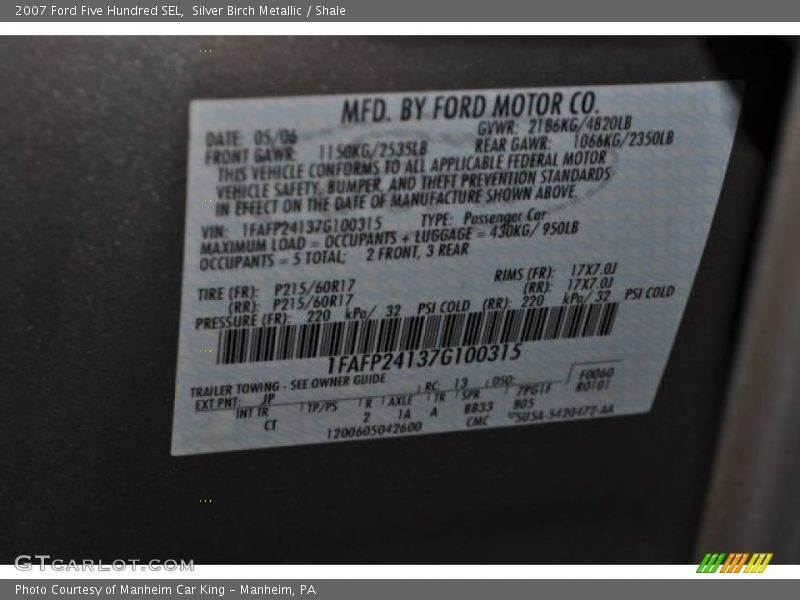 2007 Ford Five Hundred SEL, Silver Birch Metallic / Shale
MFD. BY FORD MOTOR CO.
DATE: 05/06 GVWR: 2186KG/4820LB
FRONT GAWR: 1150KG/2535LB REAR GAWR: 1066KG/2350LB
THIS VEHICLE CONFORMS TO ALL APPLICABLE FEDERAL MOTOR
VEHICLE SAFETY, BUMPER, AND THEFT PREVENTION STANDARDS
IN EFFECT ON THE DATE OF MANUFACTURE SHOWN ABOVE.
VIN: 1FAFP24137G100315 TYPE: Passenger Car
MAXIMUM LOAD = OCCUPANTS + LUGGAGE = 430KG/ 950LB
OCCUPANTS = 5 TOTAL; 2 FRONT, 3 REAR
TIRE (FR): P215/60R17 RIMS (FR): 17X7.0J
(RR): P215/60R17 (RR): 17X7.0J
PRESSURE (FR): 220 kPa/ 32 PSI COLD (RR): 220 kPa/ 32 PSI COLD
1FAFP24137G100315
TRAILER TOWING - SEE OWNER GUIDE
EXT PNT: JP RC 13 DSO: F0060
INT TR TP/PS R AXLE TR SPR 7PGTF R0101
CT 2 1A A BB33 805
1200605042600 CMC 5U5A-5420472-AA
GTCARLOT.COM
Photo Courtesy of Manheim Car King - Manheim, PA